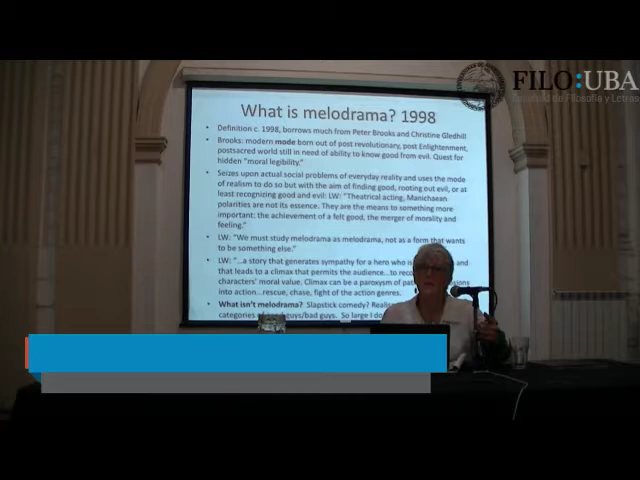 FILO:UBA
Facultad de Filosofía y Letras
What is melodrama? 1998
• Definition c. 1998, borrows much from Peter Brooks and Christine Gledhill
• Brooks: modern mode born out of post revolutionary, post Enlightenment,
postsacred world still in need of ability to know good from evil. Quest for
hidden "moral legibility."
• Seizes upon actual social problems of everyday reality and uses the mode
of realism to do so but with the aim of finding good, rooting out evil, or at
least recognizing good and evil: LW: "Theatrical acting, Manichaean
polarities are not its essence. They are the means to something more
important: the achievement of a felt good, the merger of morality and
feeling."
• LW: "We must study melodrama as melodrama, not as a form that wants
to be something else."
• LW: "…a story that generates sympathy for a hero who is and
that leads to a climax that permits the audience…to
characters' moral value. Climax can be a paroxysm of
into action…rescue, chase, fight of the action genres.
• What isn't melodrama? Slapstick comedy?
categories of guys/bad guys. So large I